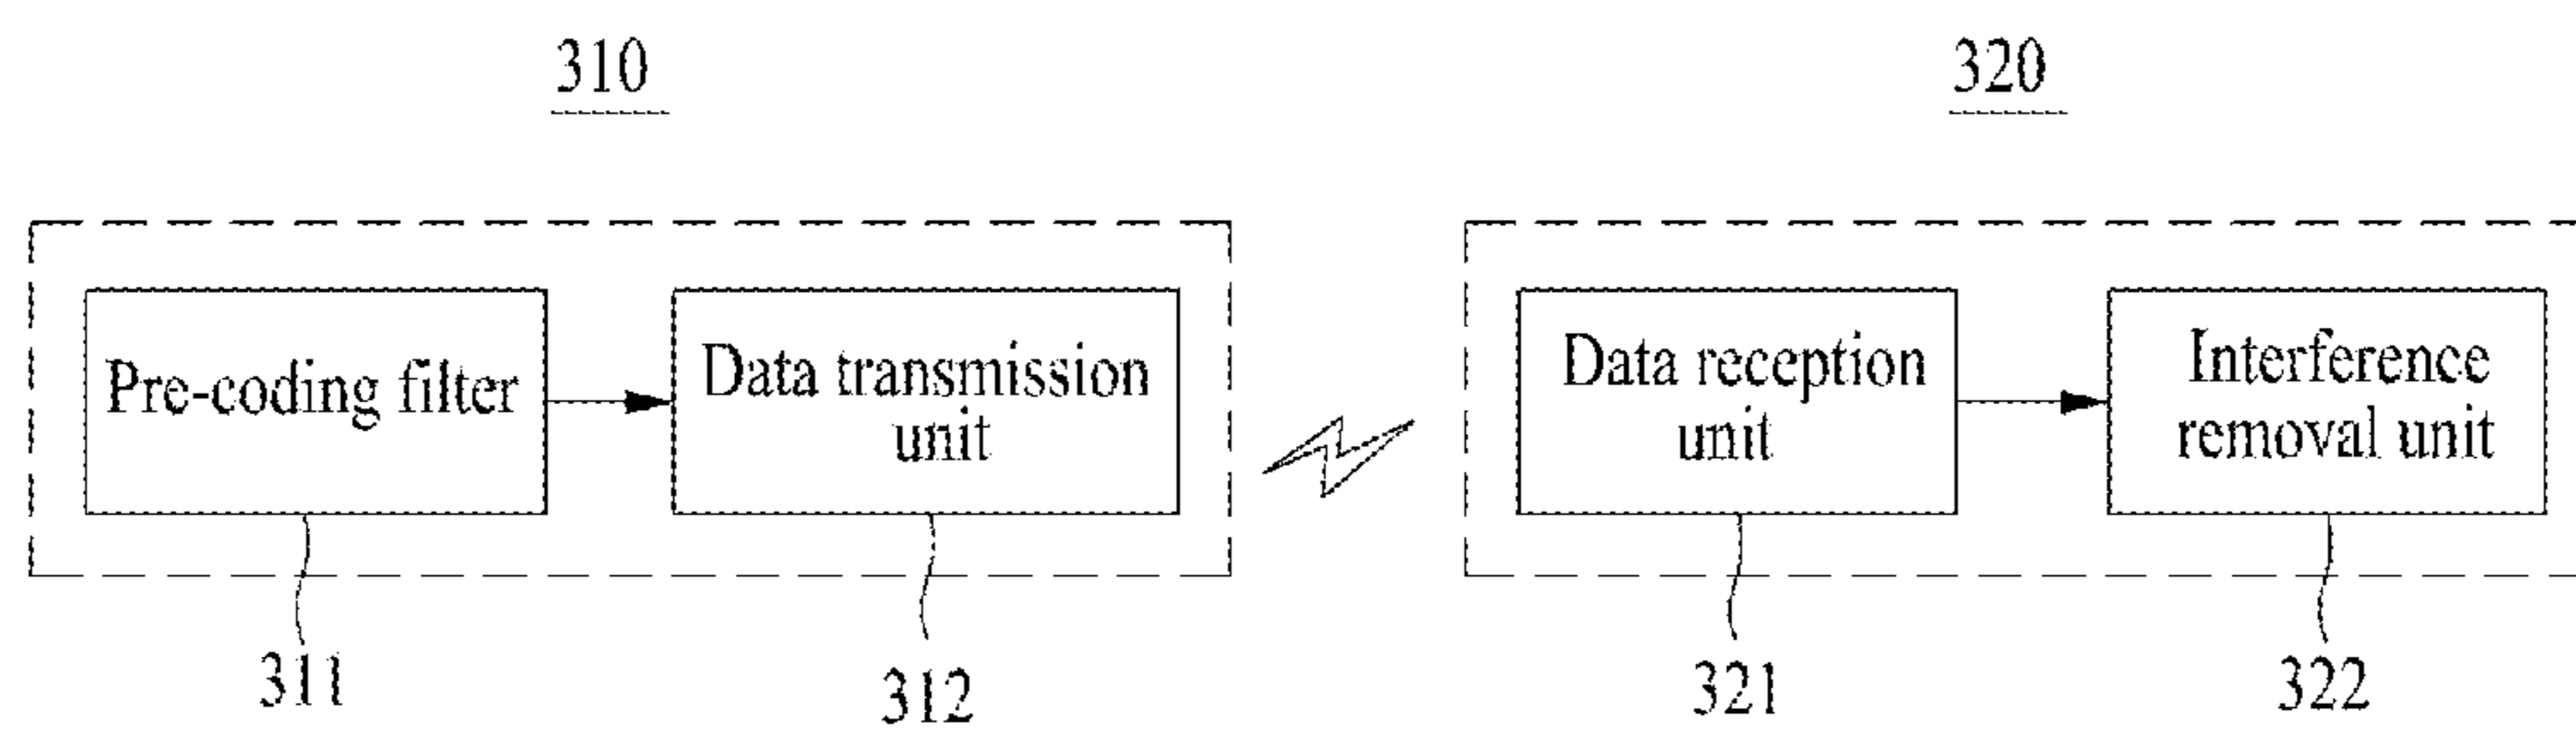 310
320
Pre-coding filter
Data transmission
unit
Data reception
unit
Interference
removal unit
311
312
321
322